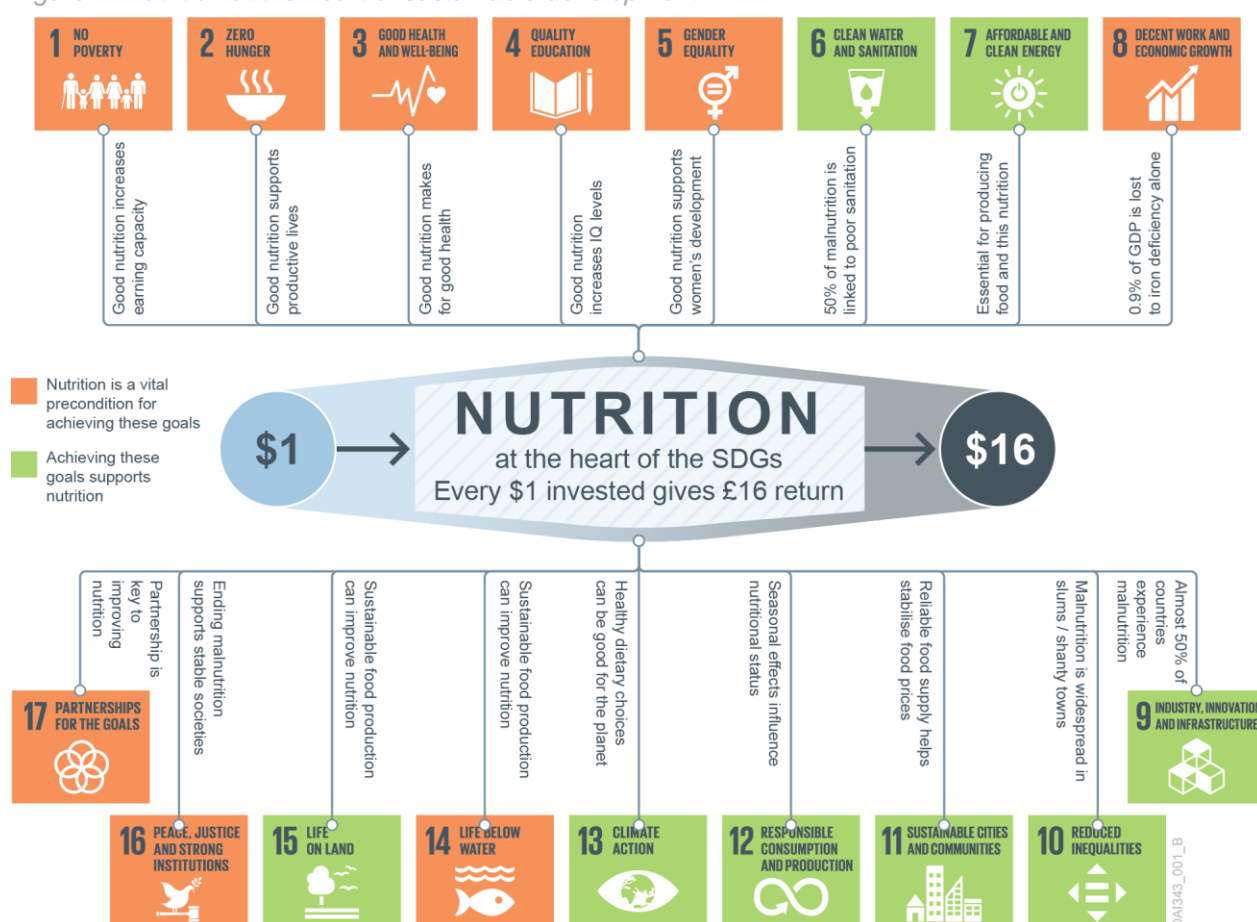 1 NO
POVERTY
2 ZERO
HUNGER
3 GOOD HEALTH
AND WELL-BEING
4 QUALITY
EDUCATION
5 GENDER
EQUALITY
6 CLEAN WATER
AND SANITATION
7 AFFORDABLE AND
CLEAN ENERGY
8 DECENT WORK AND
ECONOMIC GROWTH
Good nutrition increases
earning capacity
Good nutrition supports
productive lives
Good nutrition makes
for good health
Good nutrition
increases IQ levels
Good nutrition supports
women's development
50% of malnutrition is
linked to poor sanitation
Essential for producing
food and this nutrition
0.9% of GDP is lost
to iron deficiency alone
Nutrition is a vital
precondition for
achieving these goals
Achieving these
goals supports
nutrition
$1
NUTRITION
at the heart of the SDGs
Every $1 invested gives £16 return
$16
Partnership is
key to
improving
nutrition
Ending malnutrition
supports stable societies
Sustainable food production
can improve nutrition
Sustainable food production
can improve nutrition
Healthy dietary choices
can be good for the planet
Seasonal effects influence
nutritional status
Reliable food supply helps
stabilise food prices
Malnutrition is widespread in
slums / shanty towns
Almost 50% of
countries
experience
malnutrition
17 PARTNERSHIPS
FOR THE GOALS
9 INDUSTRY, INNOVATION
AND INFRASTRUCTURE
16 PEACE, JUSTICE
AND STRONG
INSTITUTIONS
15 LIFE
ON LAND
14 LIFE BELOW
WATER
13 CLIMATE
ACTION
12 RESPONSIBLE
CONSUMPTION
AND PRODUCTION
11 SUSTAINABLE CITIES
AND COMMUNITIES
10 REDUCED
INEQUALITIES